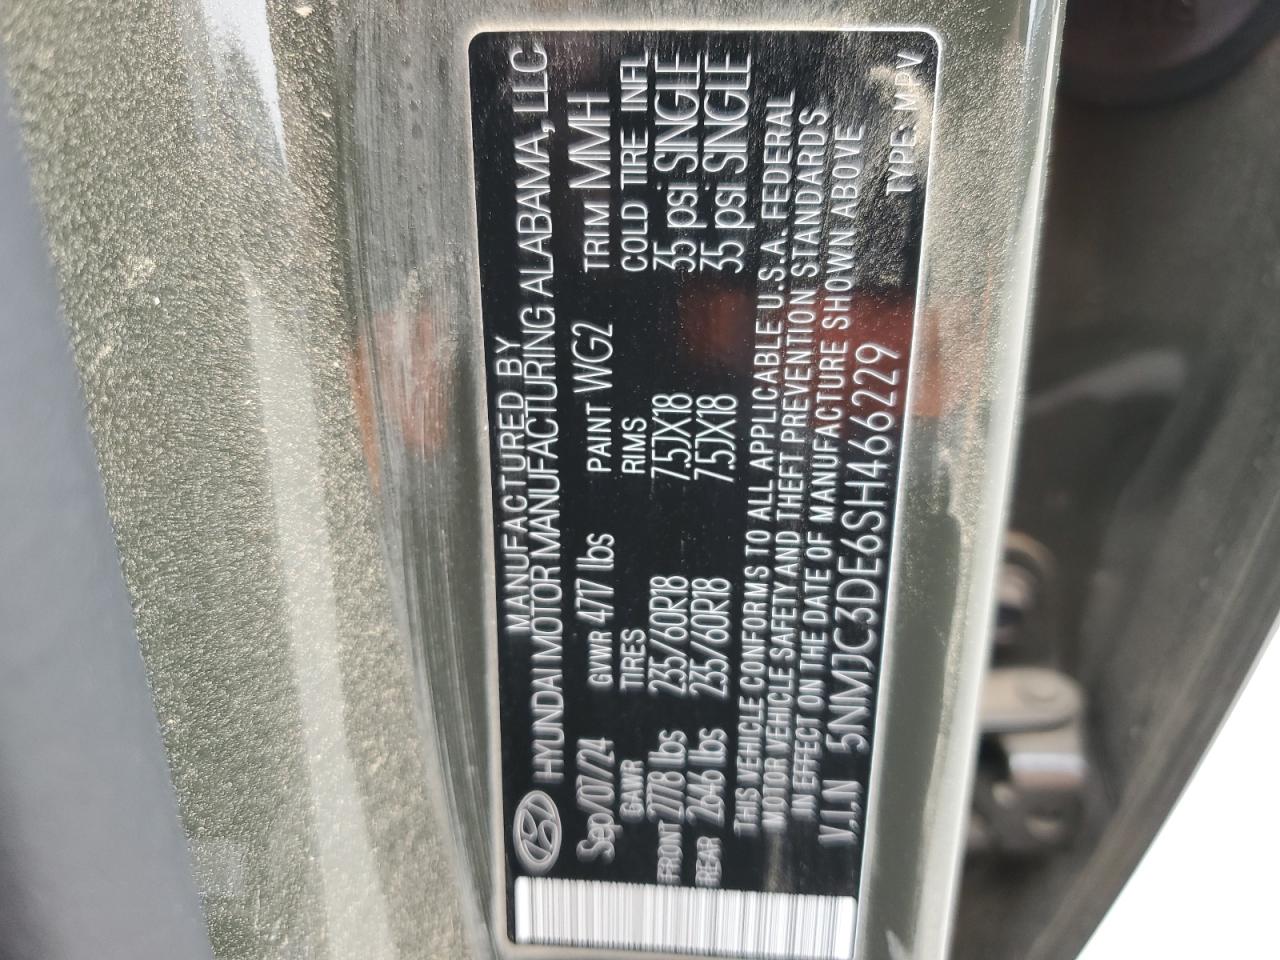 MANUFACTURED BY
HYUNDAI MOTOR MANUFACTURING ALABAMA, LLC
Sep/07/24 GVWR 4717 lbs PAINT WG2 TRIM MMH
GAWR TIRES RIMS COLD TIRE INFL
FRONT 2778 lbs 235/60R18 7.5JX18 35 psi SINGLE
REAR 2646 lbs 235/60R18 7.5JX18 35 psi SINGLE
THIS VEHICLE CONFORMS TO ALL APPLICABLE U.S.A. FEDERAL
MOTOR VEHICLE SAFETY AND THEFT PREVENTION STANDARDS
IN EFFECT ON THE DATE OF MANUFACTURE SHOWN ABOVE
V.I.N 5NMJC3DE6SH466229 TYPE: MPV